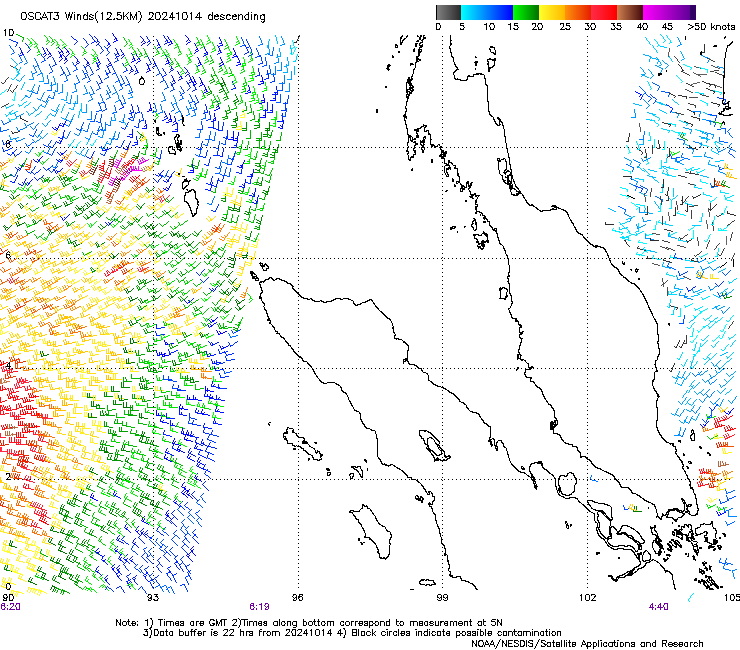 OSCAT3 Winds(12.5KM) 20241014 descending
0 5 10 15 20 25 30 35 40 45 >50 knots
10
8
6
4
2
0
90 93 96 99 102 105
6:20 6:19 4:40
Note: 1) Times are GMT 2)Times along bottom correspond to measurement at 5N
3)Data buffer is 22 hrs from 20241014 4) Black circles indicate possible contamination
NOAA/NESDIS/Satellite Applications and Research